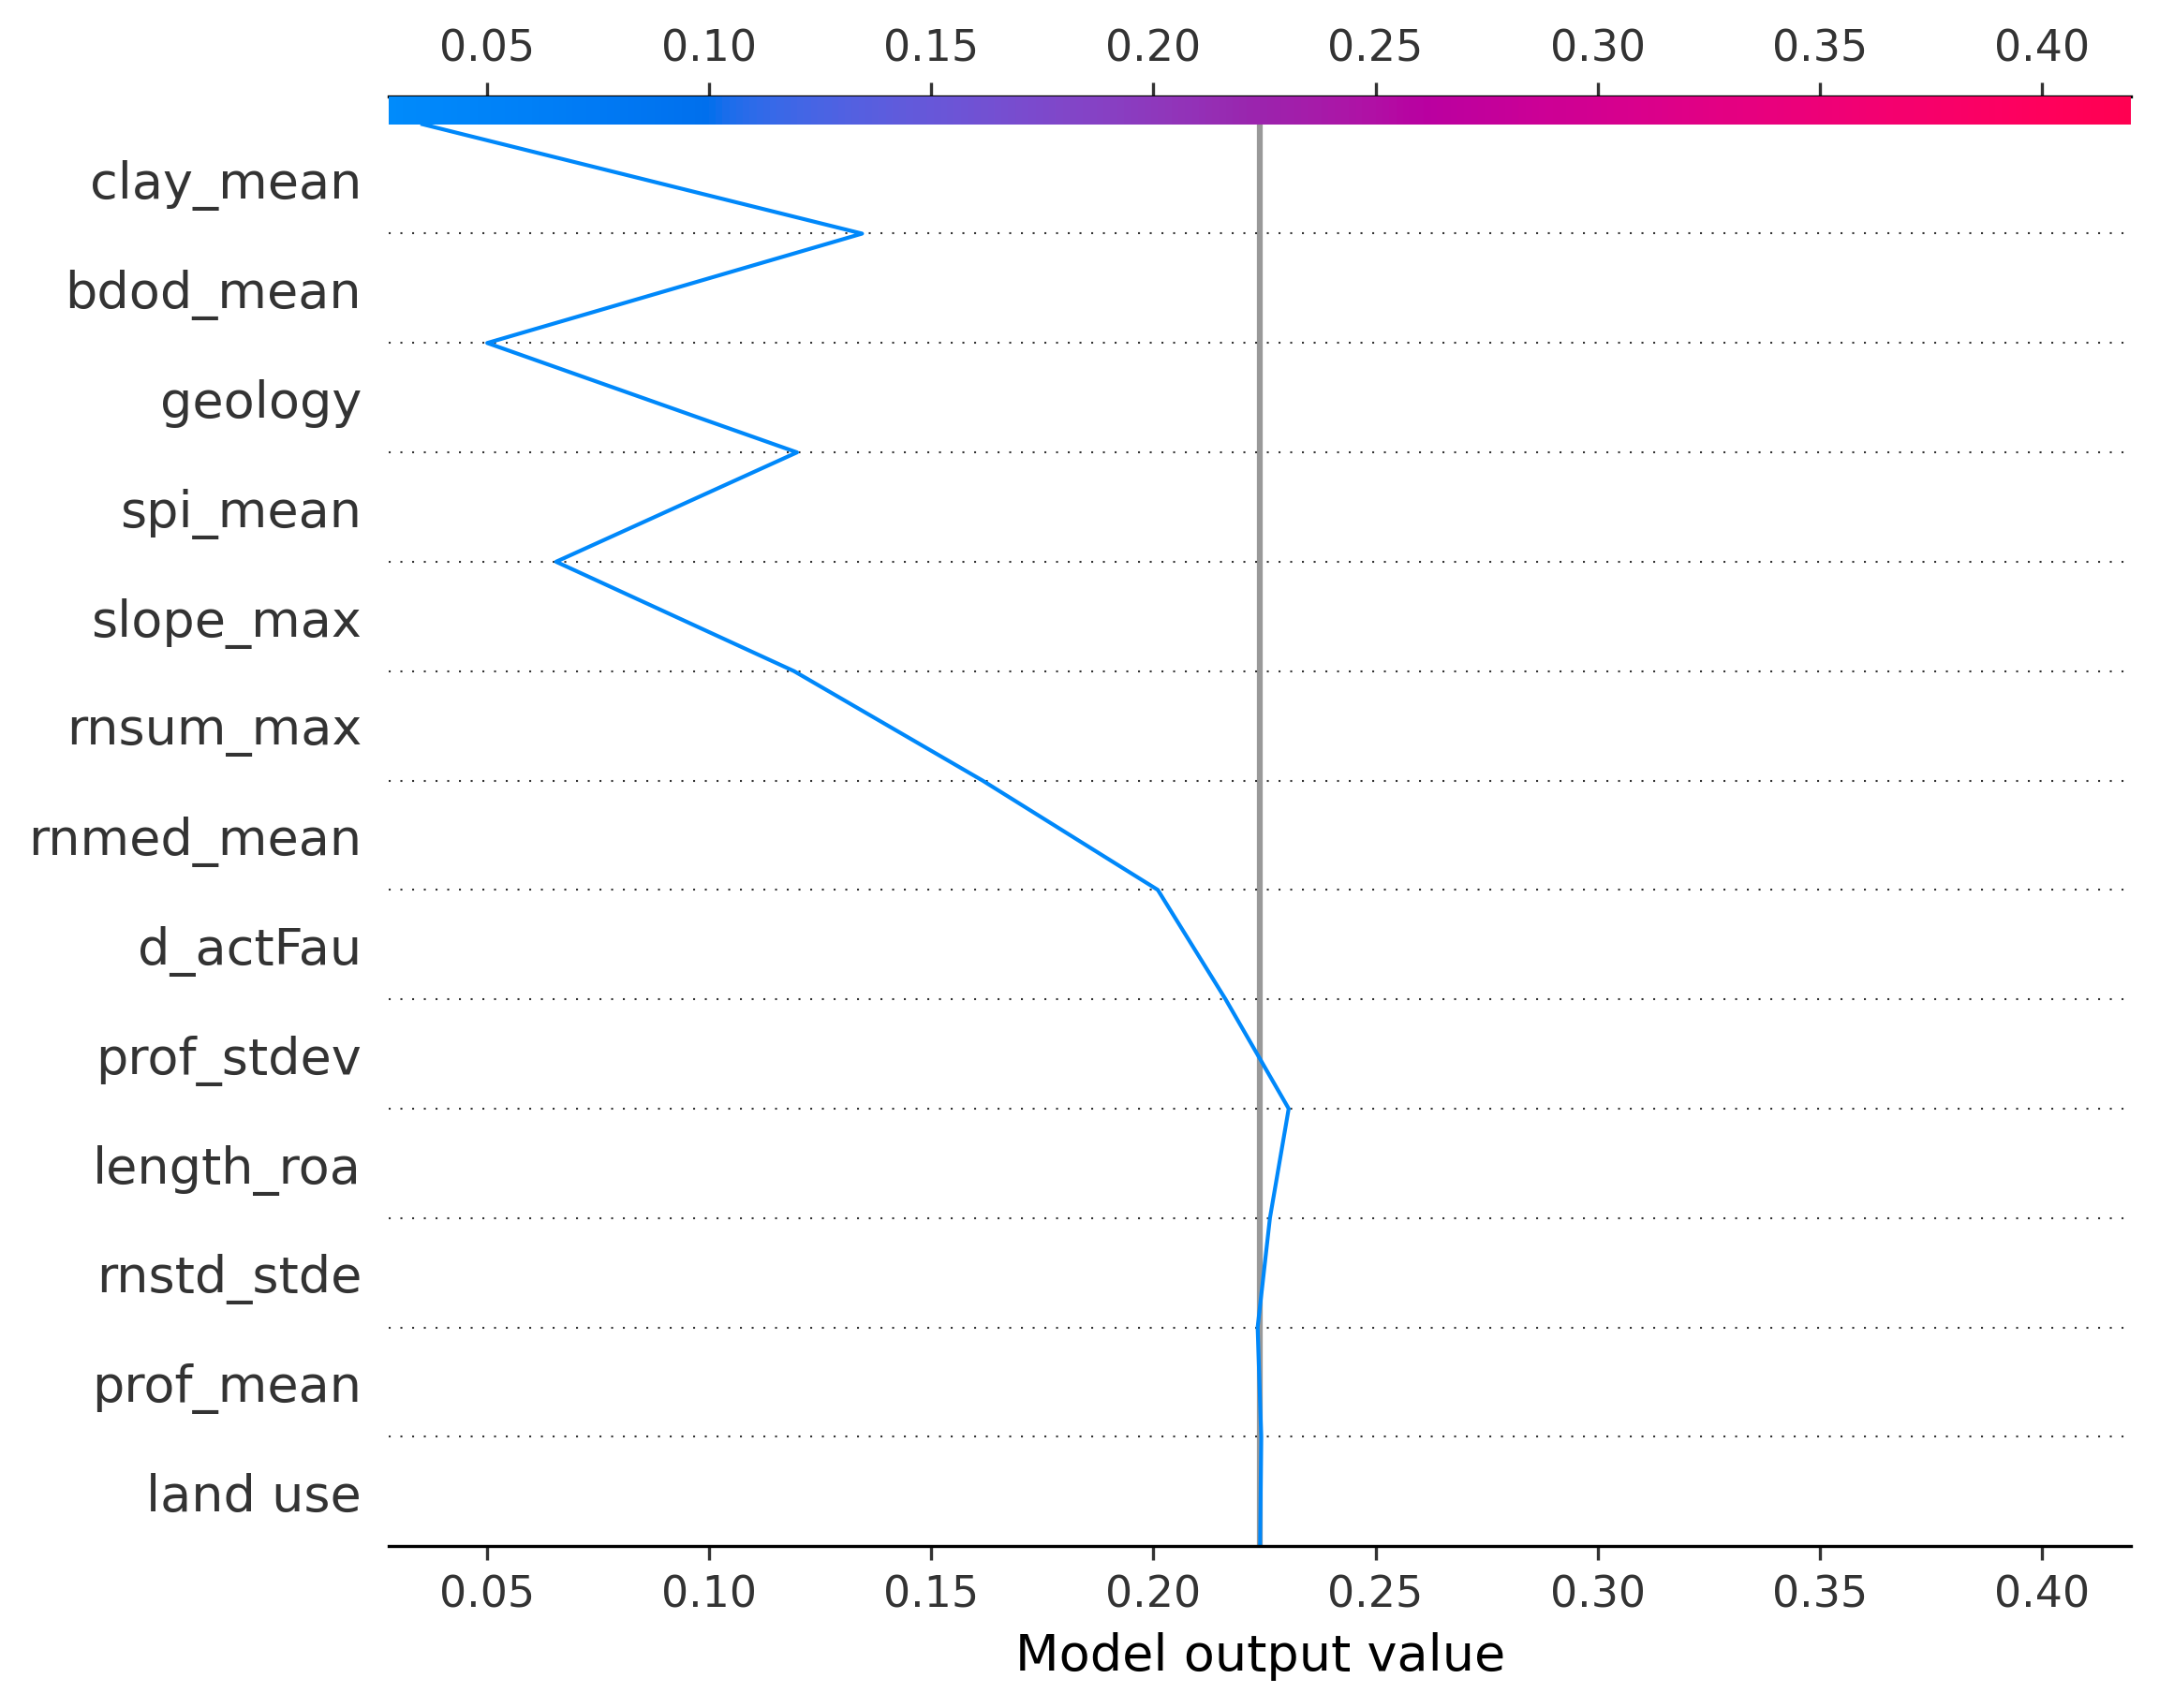 0.05 0.10 0.15 0.20 0.25 0.30 0.35 0.40
clay_mean
bdod_mean
geology
spi_mean
slope_max
rnsum_max
rnmed_mean
d_actFau
prof_stdev
length_roa
rnstd_stde
prof_mean
land use
0.05 0.10 0.15 0.20 0.25 0.30 0.35 0.40
Model output value